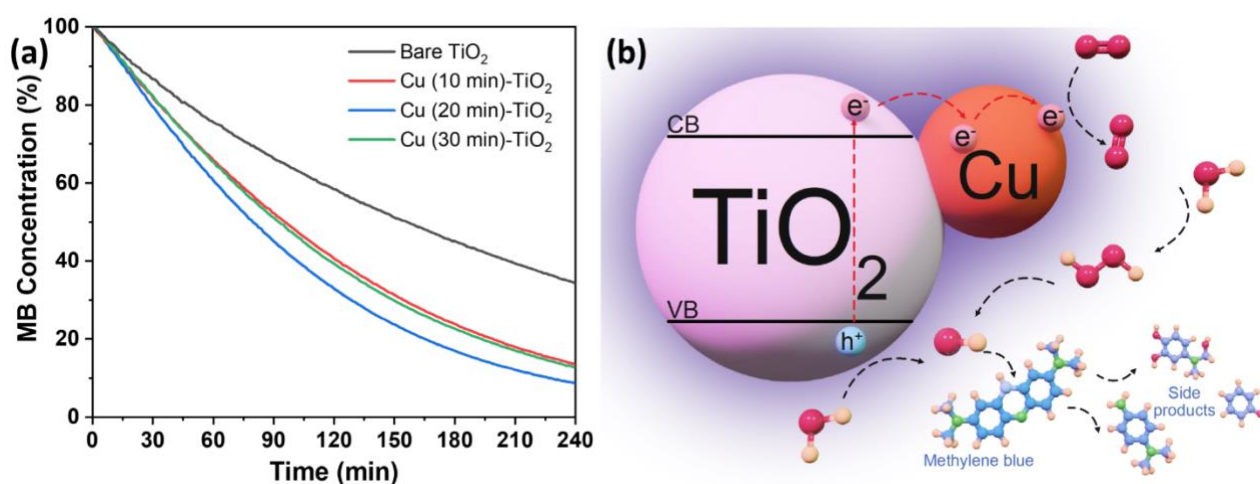 (a)
100
80
60
40
20
0
MB Concentration (%)
Bare TiO₂
Cu (10 min)-TiO₂
Cu (20 min)-TiO₂
Cu (30 min)-TiO₂
0 30 60 90 120 150 180 210 240
Time (min)
(b)
CB
e⁻
e⁻
e⁻
Cu
TiO₂
VB
h⁺
Methylene blue
Side
products